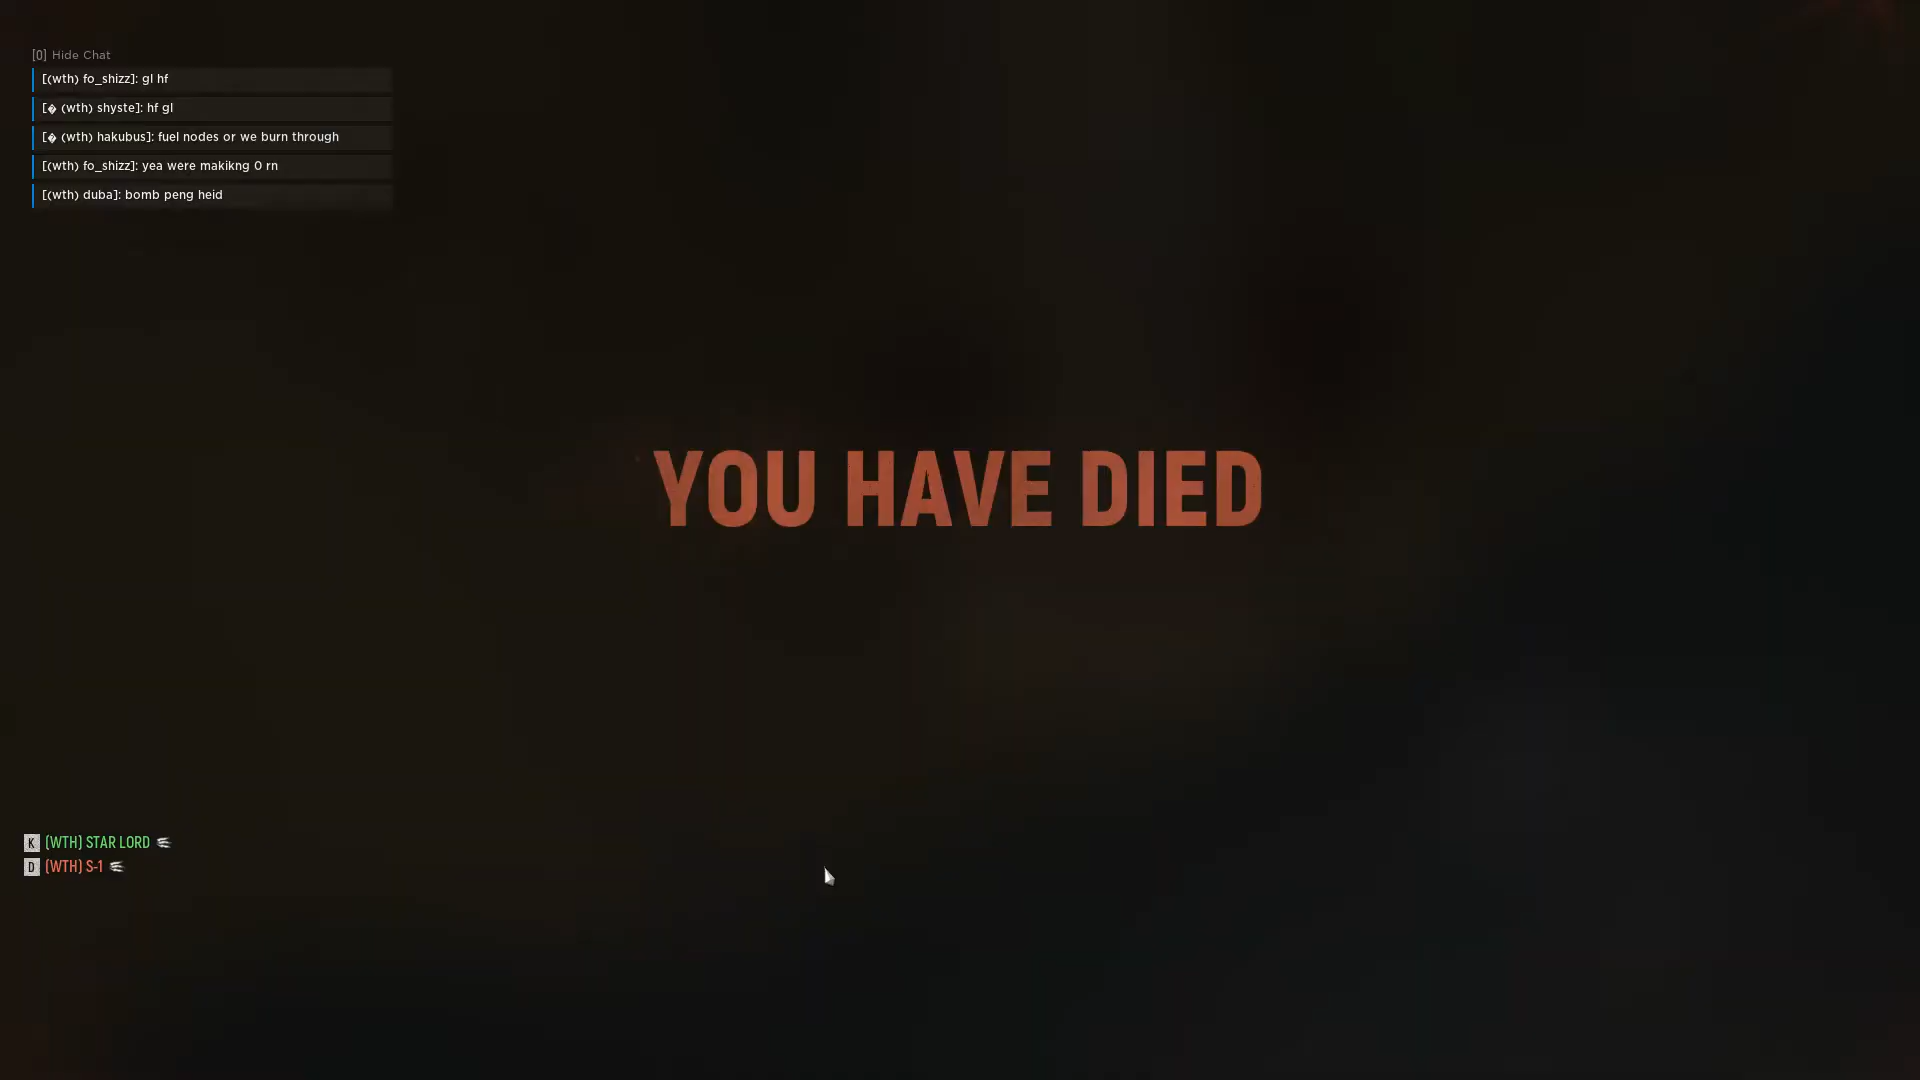 [0] Hide Chat
[(wth) fo_shizz]: gl hf
[� (wth) shyste]: hf gl
[� (wth) hakubus]: fuel nodes or we burn through
[(wth) fo_shizz]: yea were makikng 0 rn
[(wth) duba]: bomb peng heid
YOU HAVE DIED
K (WTH) STAR LORD
D (WTH) S-1